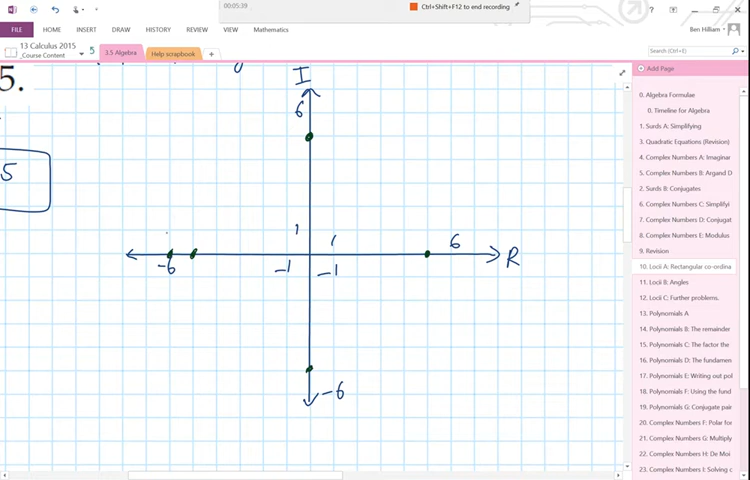 00:05:39
Ctrl+Shift+F12 to end recording
FILE HOME INSERT DRAW HISTORY REVIEW VIEW Mathematics
Ben Hilliam
13 Calculus 2015
_Course Content
5
3.5 Algebra
Help scrapbook
Search (Ctrl+E)
Add Page
0. Algebra Formulae
0. Timeline for Algebra
1. Surds A: Simplifying
3. Quadratic Equations (Revision)
4. Complex Numbers A: Imaginar
5. Complex Numbers B: Argand D
2. Surds B: Conjugates
6. Complex Numbers C: Simplifyi
7. Complex Numbers D: Conjugat
8. Complex Numbers E: Modulus
9. Revision
10. Locii A: Rectangular co-ordina
11. Locii B: Angles
12. Locii C: Further problems.
13. Polynomials A
14. Polynomials B: The remainder
15. Polynomials C: The factor the
16. Polynomials D: The fundamen
17. Polynomials E: Writing out pol
18. Polynomials F: Using the fund
19. Polynomials G: Conjugate pair
20. Complex Numbers F: Polar for
21. Complex Numbers G: Multiply
22. Complex Numbers H: De Moi
23. Complex Numbers I: Solving c
5.
5
I
6
1
1
6
R
-6
-1
-1
-6